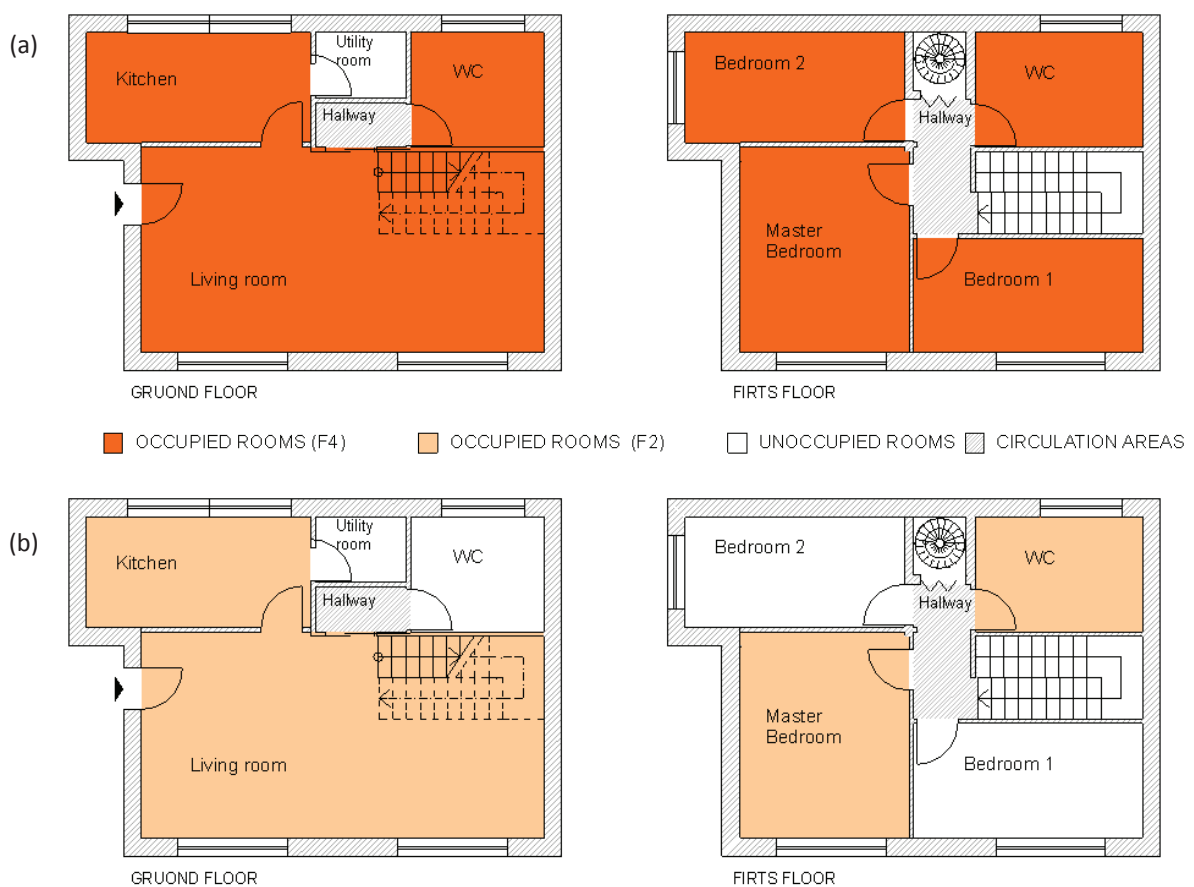 (a)
Kitchen
Utility
room
WC
Hallway
Living room
GRUOND FLOOR
Bedroom 2
WC
Hallway
Master
Bedroom
Bedroom 1
FIRTS FLOOR
OCCUPIED ROOMS (F4)
OCCUPIED ROOMS (F2)
UNOCCUPIED ROOMS
CIRCULATION AREAS
(b)
Kitchen
Utility
room
WC
Hallway
Living room
GRUOND FLOOR
Bedroom 2
WC
Hallway
Master
Bedroom
Bedroom 1
FIRTS FLOOR